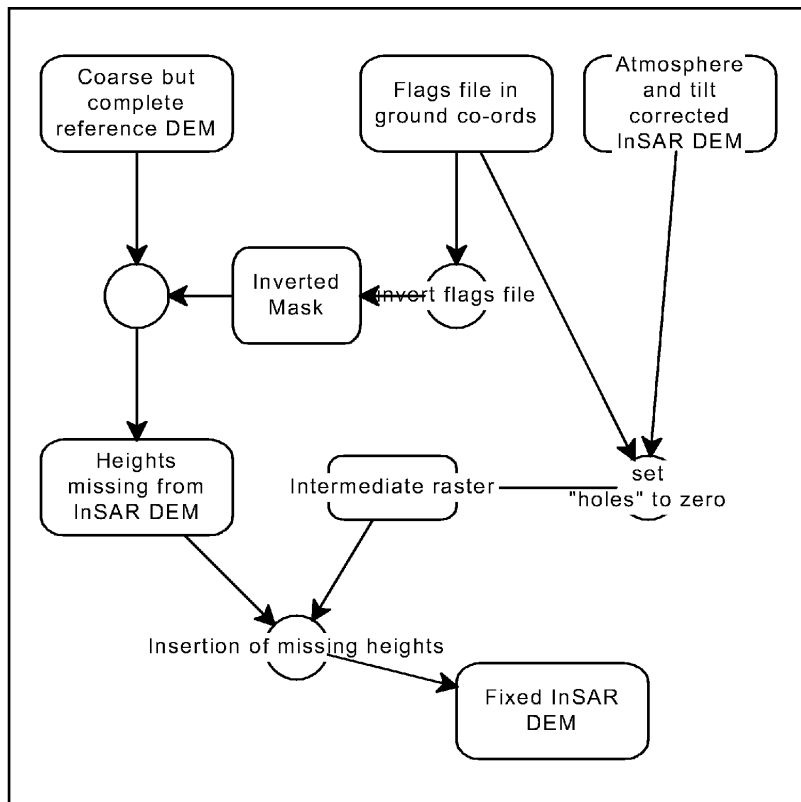 Coarse but
complete
reference DEM
Flags file in
ground co-ords
Atmosphere
and tilt
corrected
InSAR DEM
Inverted
Mask
invert flags file
Heights
missing from
InSAR DEM
Intermediate raster
set
"holes" to zero
Insertion of missing heights
Fixed InSAR
DEM